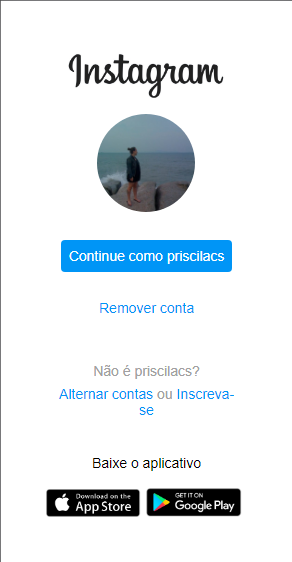 Instagram
Continue como priscilacs
Remover conta
Não é priscilacs?
Alternar contas ou Inscreva-
se
Baixe o aplicativo
Download on the
App Store
GET IT ON
Google Play